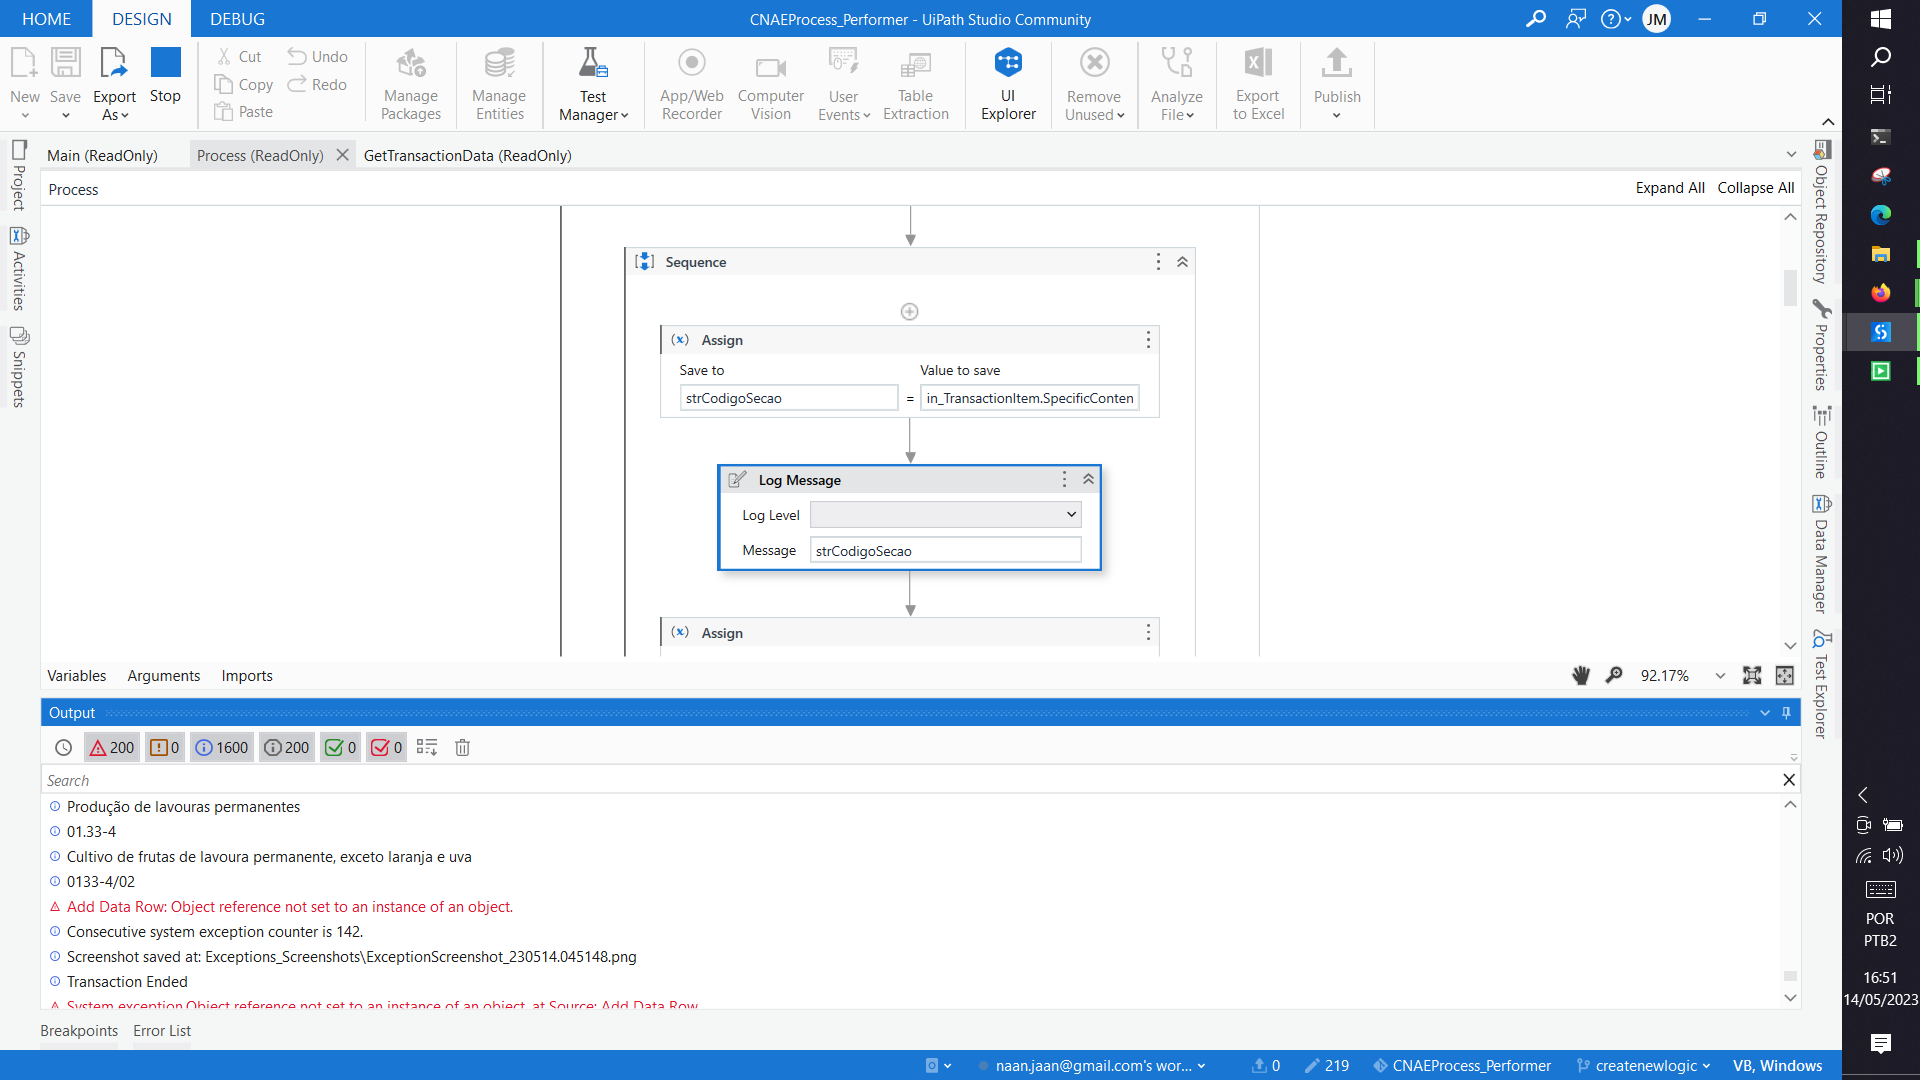 HOME DESIGN DEBUG
CNAEProcess_Performer - UiPath Studio Community
JM
New
Save
Export As
Stop
Cut
Copy
Paste
Undo
Redo
Manage Packages
Manage Entities
Test Manager
App/Web Recorder
Computer Vision
User Events
Table Extraction
UI Explorer
Remove Unused
Analyze File
Export to Excel
Publish
Project
Activities
Snippets
Main (ReadOnly)
Process (ReadOnly)
GetTransactionData (ReadOnly)
Process
Expand All Collapse All
Sequence
Assign
Save to Value to save
strCodigoSecao = in_TransactionItem.SpecificConten
Log Message
Log Level
Message strCodigoSecao
Assign
Object Repository
Properties
Outline
Data Manager
Test Explorer
Variables Arguments Imports
92.17%
Output
200 0 1600 200 0 0
Search
Produção de lavouras permanentes
01.33-4
Cultivo de frutas de lavoura permanente, exceto laranja e uva
0133-4/02
Add Data Row: Object reference not set to an instance of an object.
Consecutive system exception counter is 142.
Screenshot saved at: Exceptions_Screenshots\ExceptionScreenshot_230514.045148.png
Transaction Ended
System exception.Object reference not set to an instance of an object. at Source: Add Data Row
Breakpoints Error List
naan.jaan@gmail.com's wor...
0
219
CNAEProcess_Performer
createnewlogic
VB, Windows
POR
PTB2
16:51
14/05/2023